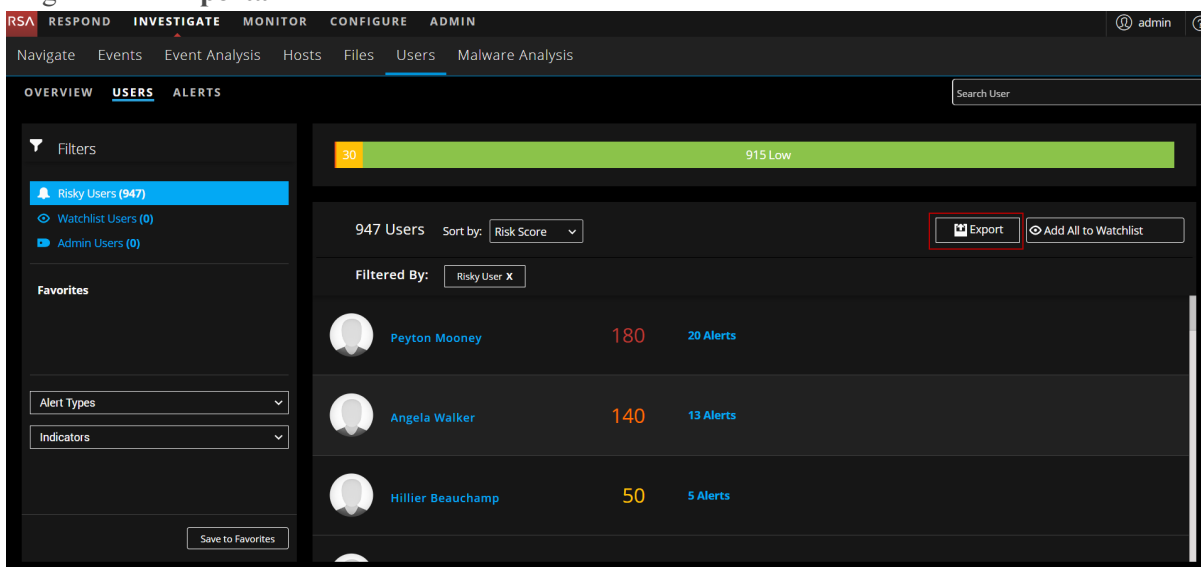 RSA RESPOND INVESTIGATE MONITOR CONFIGURE ADMIN admin
Navigate Events Event Analysis Hosts Files Users Malware Analysis
OVERVIEW USERS ALERTS Search User
Filters
Risky Users (947)
Watchlist Users (0)
Admin Users (0)
Favorites
Alert Types
Indicators
Save to Favorites
30 915 Low
947 Users Sort by: Risk Score Export Add All to Watchlist
Filtered By: Risky User X
Peyton Mooney 180 20 Alerts
Angela Walker 140 13 Alerts
Hillier Beauchamp 50 5 Alerts